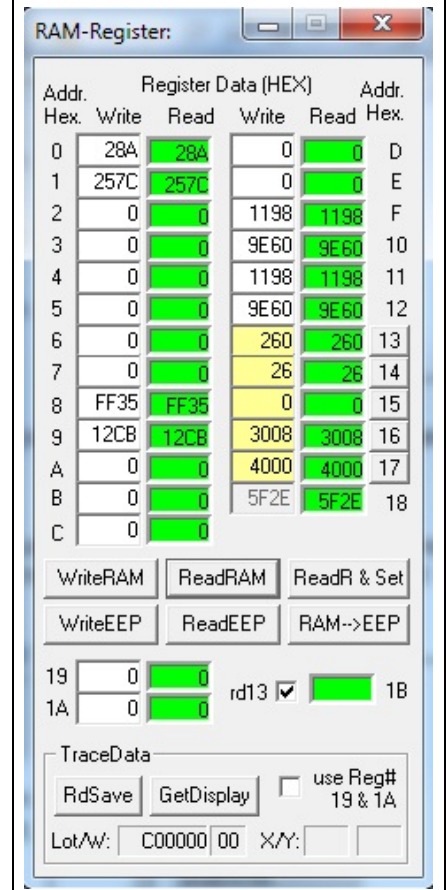 RAM-Register:
Addr. Register Data (HEX) Addr.
Hex. Write Read Write Read Hex.
0 28A 28A 0 0 D
1 257C 257C 0 0 E
2 0 0 1198 1198 F
3 0 0 9E60 9E60 10
4 0 0 1198 1198 11
5 0 0 9E60 9E60 12
6 0 0 260 260 13
7 0 0 26 26 14
8 FF35 FF35 0 0 15
9 12CB 12CB 3008 3008 16
A 0 0 4000 4000 17
B 0 0 5F2E 5F2E 18
C 0 0
WriteRAM ReadRAM ReadR & Set
WriteEEP ReadEEP RAM-->EEP
19 0 0 rd13 1B
1A 0 0
TraceData
RdSave GetDisplay use Reg#
19 & 1A
Lot/W: C00000 00 X/Y: